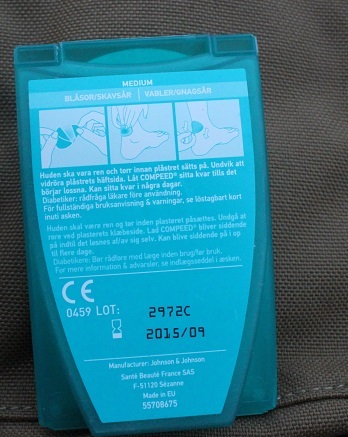 MEDIUM
BLÅSOR/SKAVSÅR | VABLER/GNAGSÅR
Huden ska vara ren och torr innan plåstret sätts på. Undvik att
vidröra plåstrets häftsida. Låt COMPEED® sitta kvar tills det
börjar lossna. Kan sitta kvar i några dagar.
Diabetiker: rådfråga läkare före användning.
För fullständiga bruksanvisning & varningar, se löstagbart kort
inuti asken.
Huden skal være ren og tør inden plasteret påsættes. Undgå at
røre ved plasterets klæbeside. Lad COMPEED® bliver siddende
på indtil det løsnes af/av sig selv. Kan blive siddende på i op
til flere dage.
Diabetikere: Bør rådføre med læge inden brug/før bruk.
For mere information & advarsler, se indlægsseddel i æsken.
CE
0459 LOT: 2972C
2015/09
Manufacturer: Johnson & Johnson
Santé Beauté France SAS
F-51120 Sézanne
Made in EU
55708675